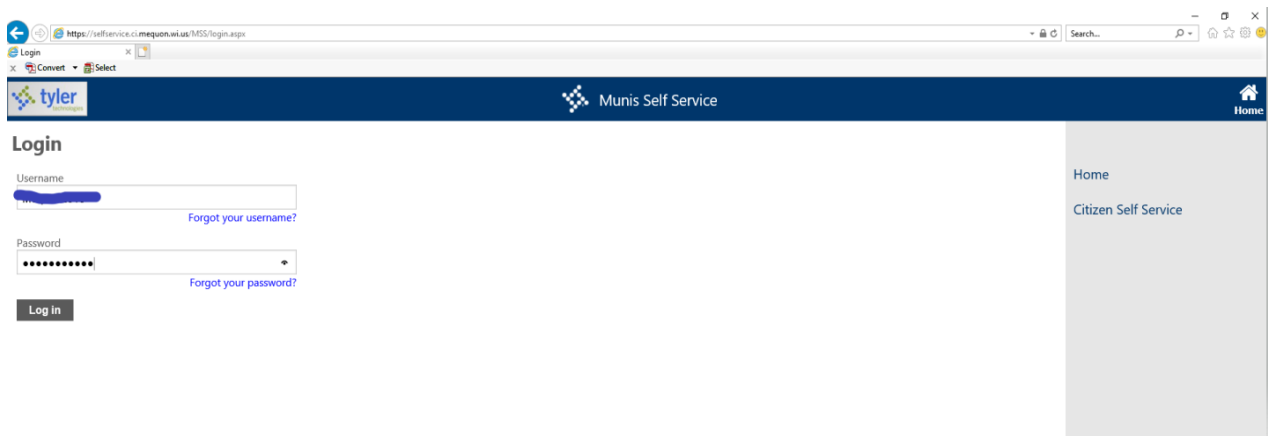 https://selfservice.ci.mequon.wi.us/MSS/login.aspx
Search...
Login
x Convert Select
tyler
technologies
Munis Self Service
Home
Login
Username
Forgot your username?
Password
•••••••••••
Forgot your password?
Log in
Home
Citizen Self Service